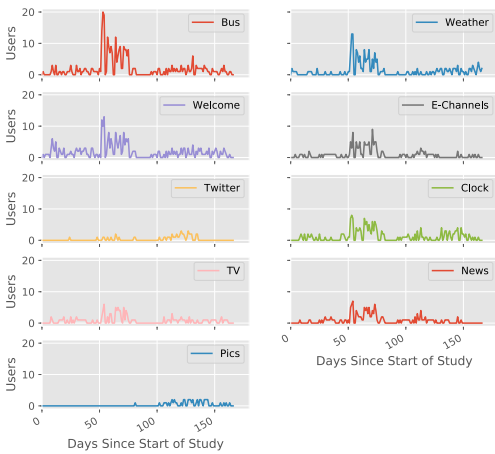 Bus
Users
20
10
0
Weather
Welcome
Users
20
10
0
E-Channels
Twitter
Users
20
10
0
Clock
TV
Users
20
10
0
News
0
50
100
150
Days Since Start of Study
Pics
Users
20
10
0
0
50
100
150
Days Since Start of Study